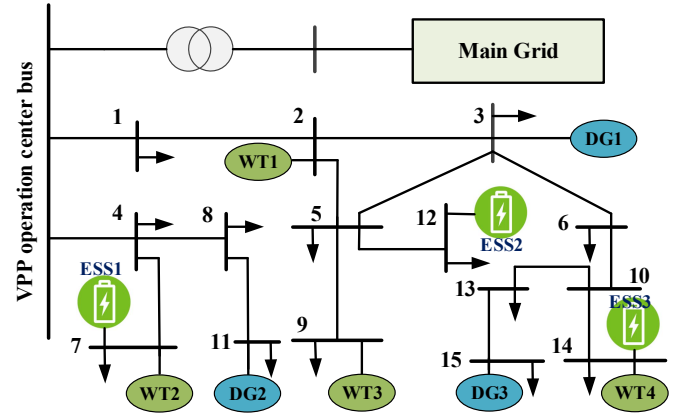 VPP operation center bus
Main Grid
1
2
3
DG1
WT1
4
8
5
12
ESS2
6
ESS1
13
10
ESS3
7
11
9
15
14
WT2
DG2
WT3
DG3
WT4